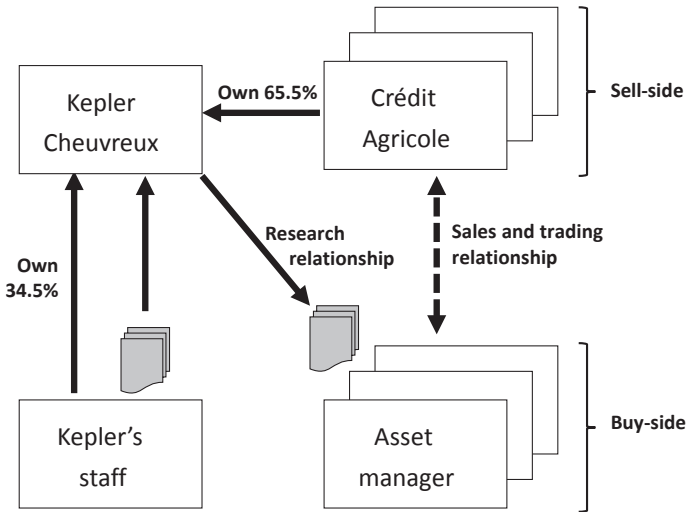 Kepler
Cheuvreux
Own 65.5%
Crédit
Agricole
Sell-side
Research
relationship
Sales and trading
relationship
Own
34.5%
Kepler’s
staff
Asset
manager
Buy-side